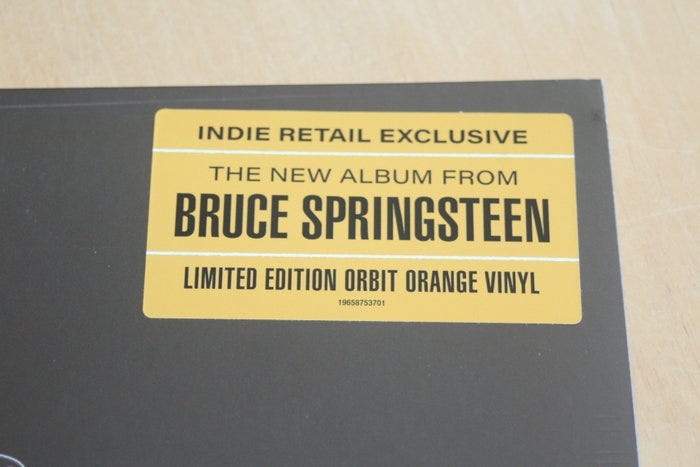 INDIE RETAIL EXCLUSIVE
THE NEW ALBUM FROM
BRUCE SPRINGSTEEN
LIMITED EDITION ORBIT ORANGE VINYL
19658753701